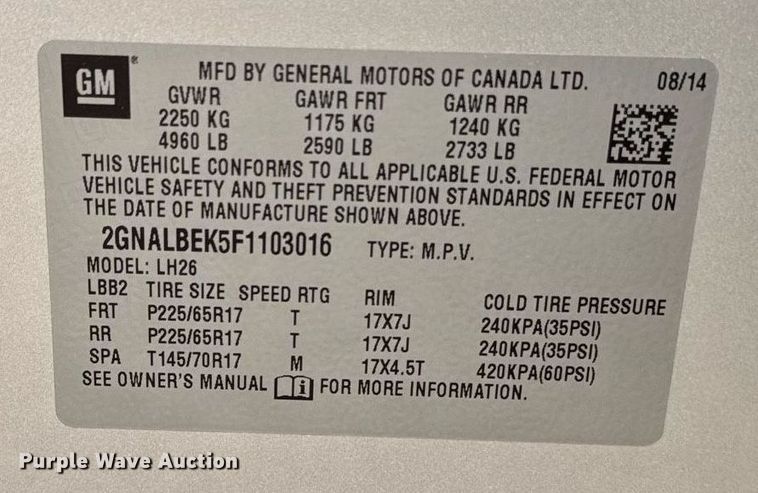 GM
MFD BY GENERAL MOTORS OF CANADA LTD. 08/14
GVWR GAWR FRT GAWR RR
2250 KG 1175 KG 1240 KG
4960 LB 2590 LB 2733 LB
THIS VEHICLE CONFORMS TO ALL APPLICABLE U.S. FEDERAL MOTOR
VEHICLE SAFETY AND THEFT PREVENTION STANDARDS IN EFFECT ON
THE DATE OF MANUFACTURE SHOWN ABOVE.
2GNALBEK5F1103016 TYPE: M.P.V.
MODEL: LH26
LBB2 TIRE SIZE SPEED RTG RIM COLD TIRE PRESSURE
FRT P225/65R17 T 17X7J 240KPA(35PSI)
RR P225/65R17 T 17X7J 240KPA(35PSI)
SPA T145/70R17 M 17X4.5T 420KPA(60PSI)
SEE OWNER'S MANUAL i FOR MORE INFORMATION.
Purple Wave Auction